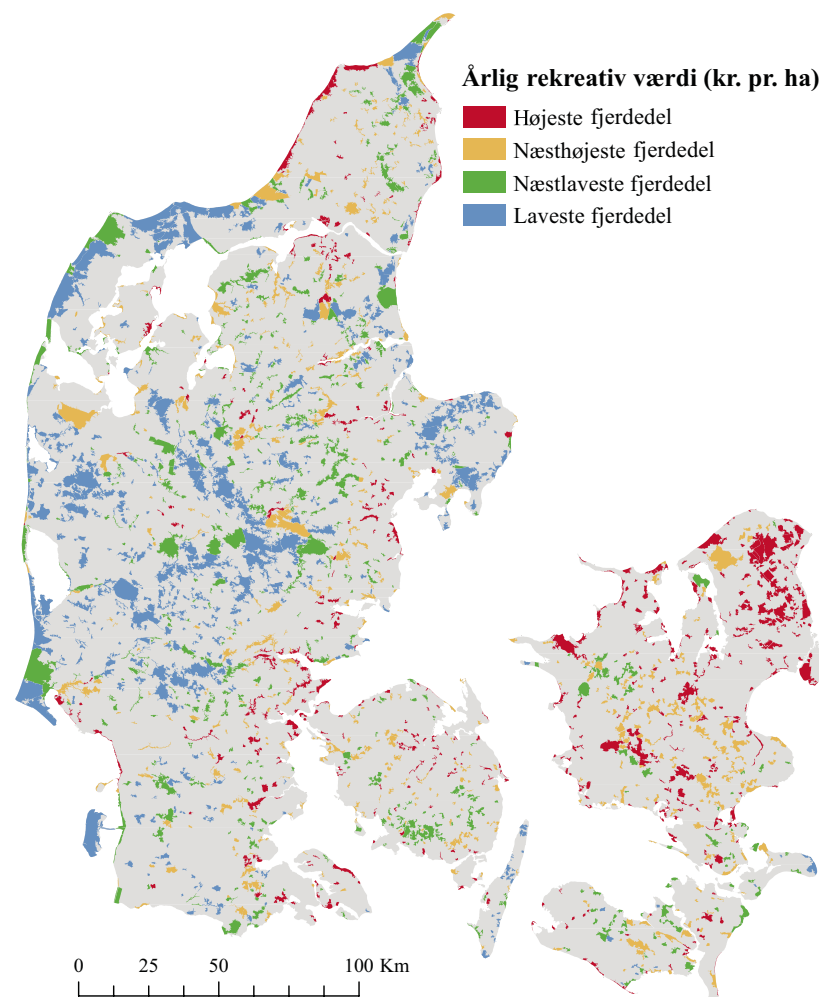 Årlig rekreativ værdi (kr. pr. ha)
Højeste fjerdedel
Næsthøjeste fjerdedel
Næstlaveste fjerdedel
Laveste fjerdedel
0 25 50 100 Km